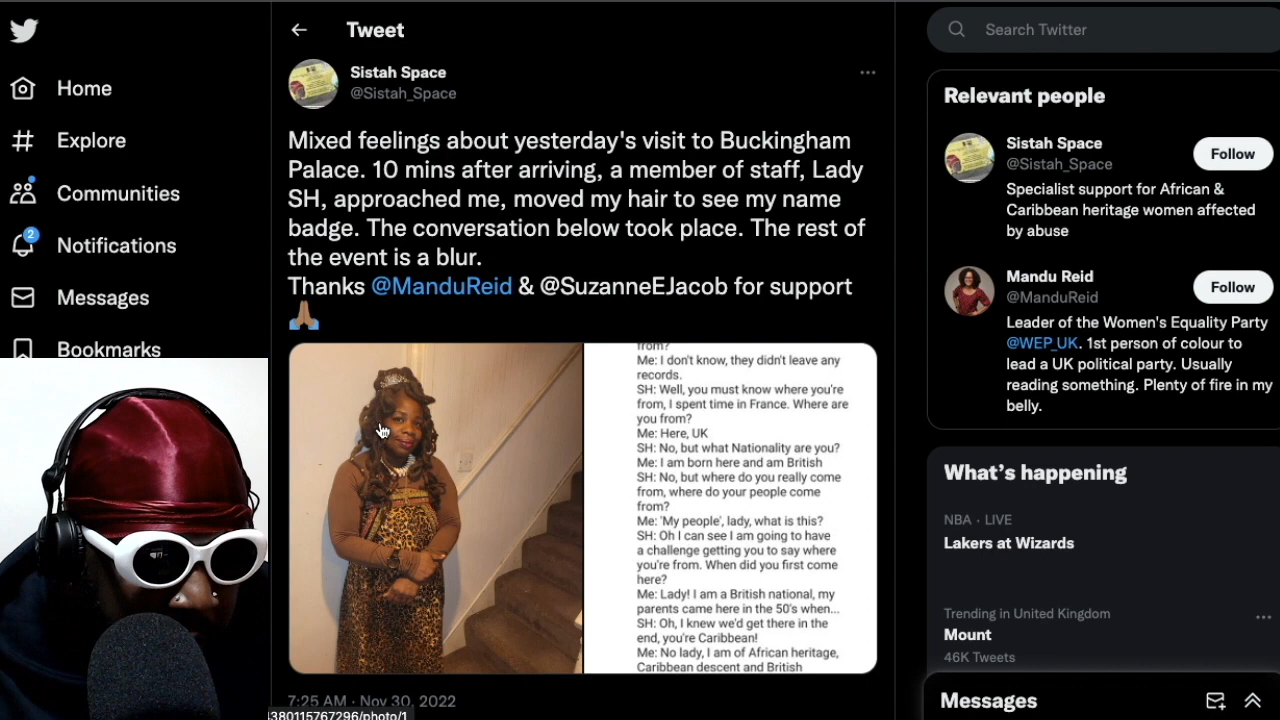 Home
Explore
Communities
2
Notifications
Messages
Bookmarks
Tweet
Sistah Space
@Sistah_Space
Mixed feelings about yesterday's visit to Buckingham
Palace. 10 mins after arriving, a member of staff, Lady
SH, approached me, moved my hair to see my name
badge. The conversation below took place. The rest of
the event is a blur.
Thanks @ManduReid & @SuzanneEJacob for support
from?
Me: I don't know, they didn't leave any
records.
SH: Well, you must know where you're
from, I spent time in France. Where are
you from?
Me: Here, UK
SH: No, but what Nationality are you?
Me: I am born here and am British
SH: No, but where do you really come
from, where do your people come
from?
Me: 'My people', lady, what is this?
SH: Oh I can see I am going to have
a challenge getting you to say where
you're from. When did you first come
here?
Me: Lady! I am a British national, my
parents came here in the 50's when...
SH: Oh, I knew we'd get there in the
end, you're Caribbean!
Me: No lady, I am of African heritage,
Caribbean descent and British
7:25 AM · Nov 30, 2022
4380115767296/photo/1
Search Twitter
Relevant people
Sistah Space
@Sistah_Space
Follow
Specialist support for African &
Caribbean heritage women affected
by abuse
Mandu Reid
@ManduReid
Follow
Leader of the Women's Equality Party
@WEP_UK. 1st person of colour to
lead a UK political party. Usually
reading something. Plenty of fire in my
belly.
What's happening
NBA · LIVE
Lakers at Wizards
Trending in United Kingdom
Mount
46K Tweets
Messages